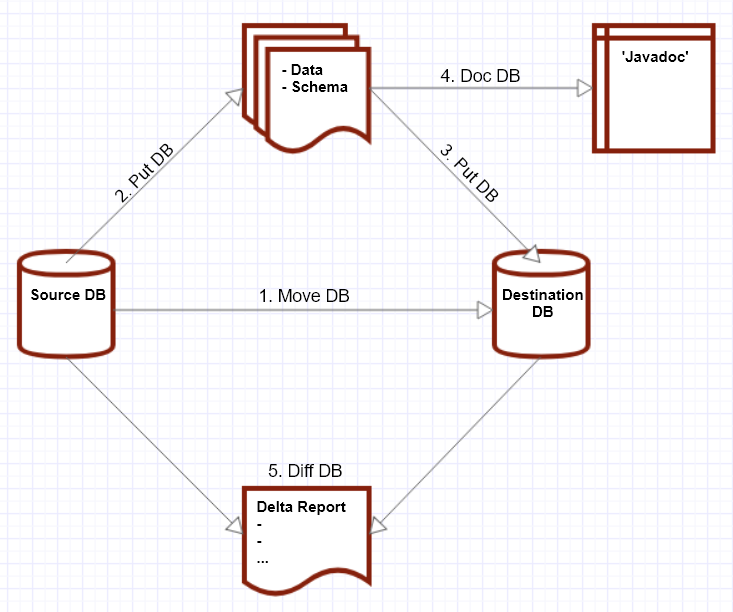 - Data
- Schema
4. Doc DB
'Javadoc'
2. Put DB
3. Put DB
Source DB
1. Move DB
Destination
DB
5. Diff DB
Delta Report
-
-
...